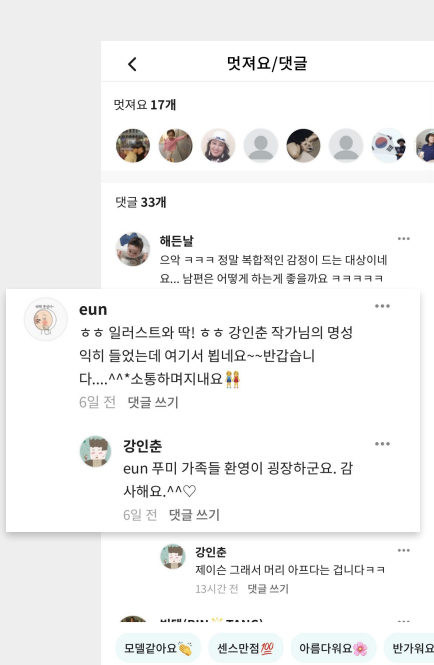 멋져요/댓글
멋져요 17개
댓글 33개
해든날
으악 ㅋㅋㅋ 정말 복합적인 감정이 드는 대상이네
요... 남편은 어떻게 하는게 좋을까요 ㅋㅋㅋㅋㅋ
eun
ㅎㅎ 일러스트와 딱! ㅎㅎ 강인춘 작가님의 명성
익히 들었는데 여기서 뵙네요~~반갑습니
다....^^*소통하며지내요👭
6일 전 댓글 쓰기
강인춘
eun 푸미 가족들 환영이 굉장하군요. 감
사해요.^^♡
6일 전 댓글 쓰기
강인춘
제이슨 그래서 머리 아프다는 겁니다ㅋㅋ
13시간 전 댓글 쓰기
모델같아요👏 센스만점💯 아름다워요🌸 반가워요